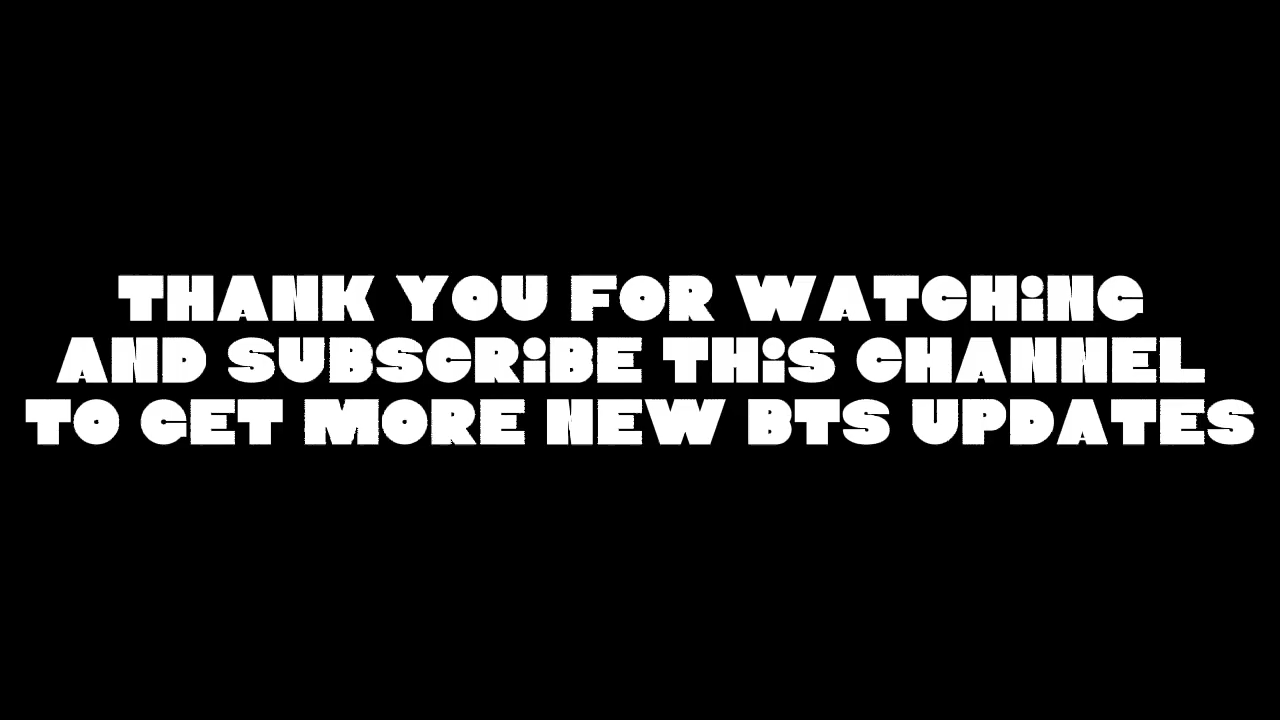 THANK YOU FOR WATCHiNG
AND SUBSCRiBE THiS CHANNEL
TO GET MORE NEW BTS UPDATES